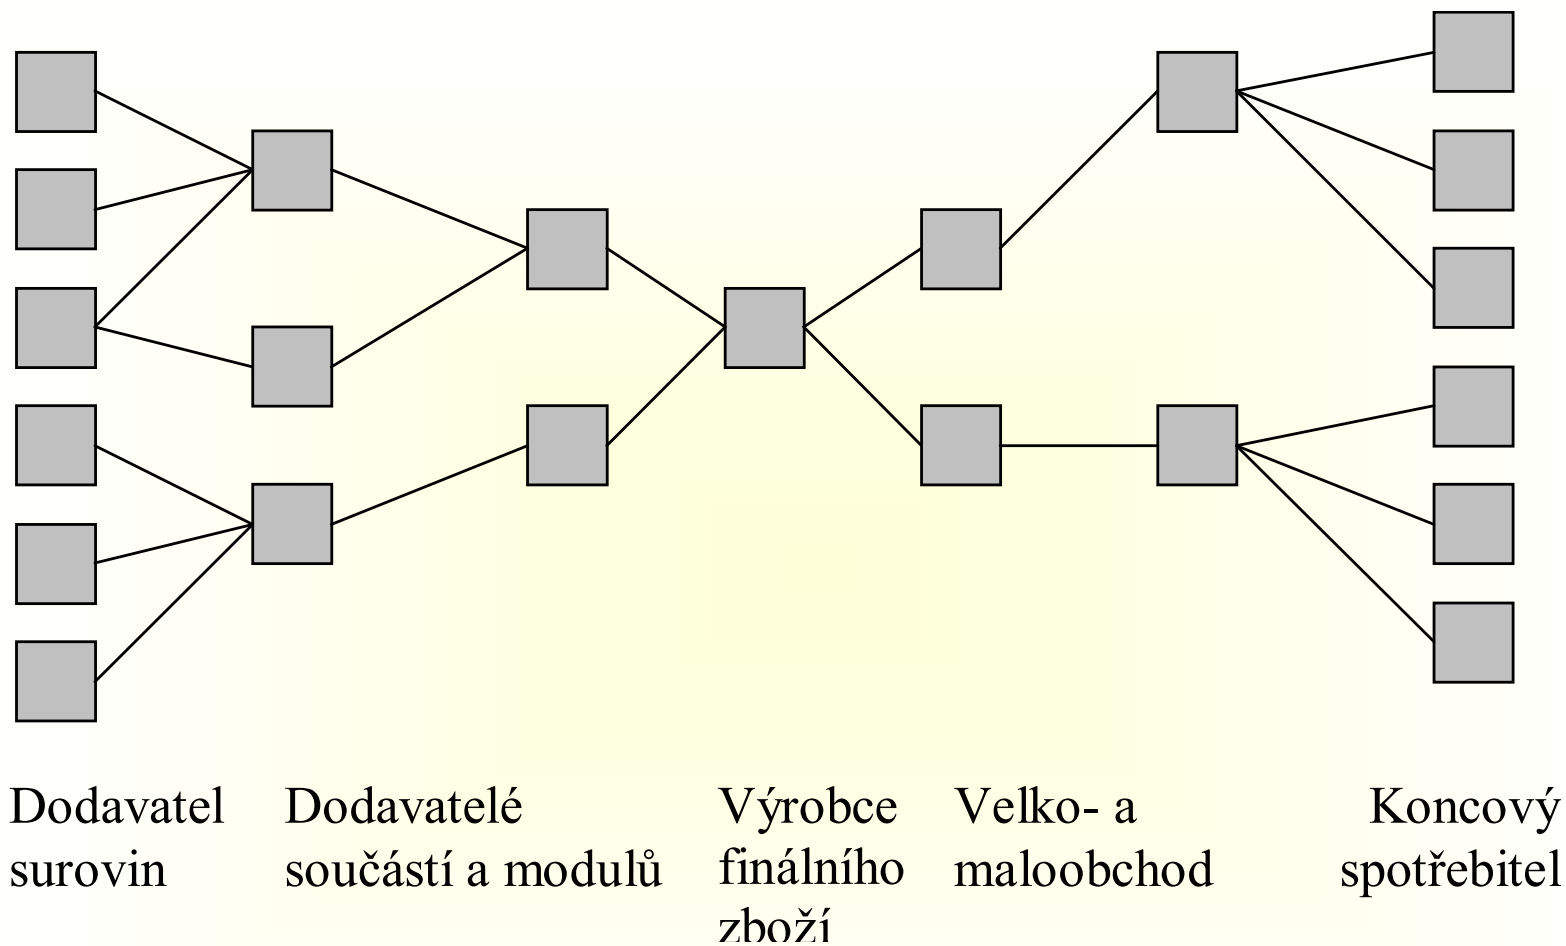 Dodavatel
surovin
Dodavatelé
součástí a modulů
Výrobce
finálního
zboží
Velko- a
maloobchod
Koncový
spotřebitel